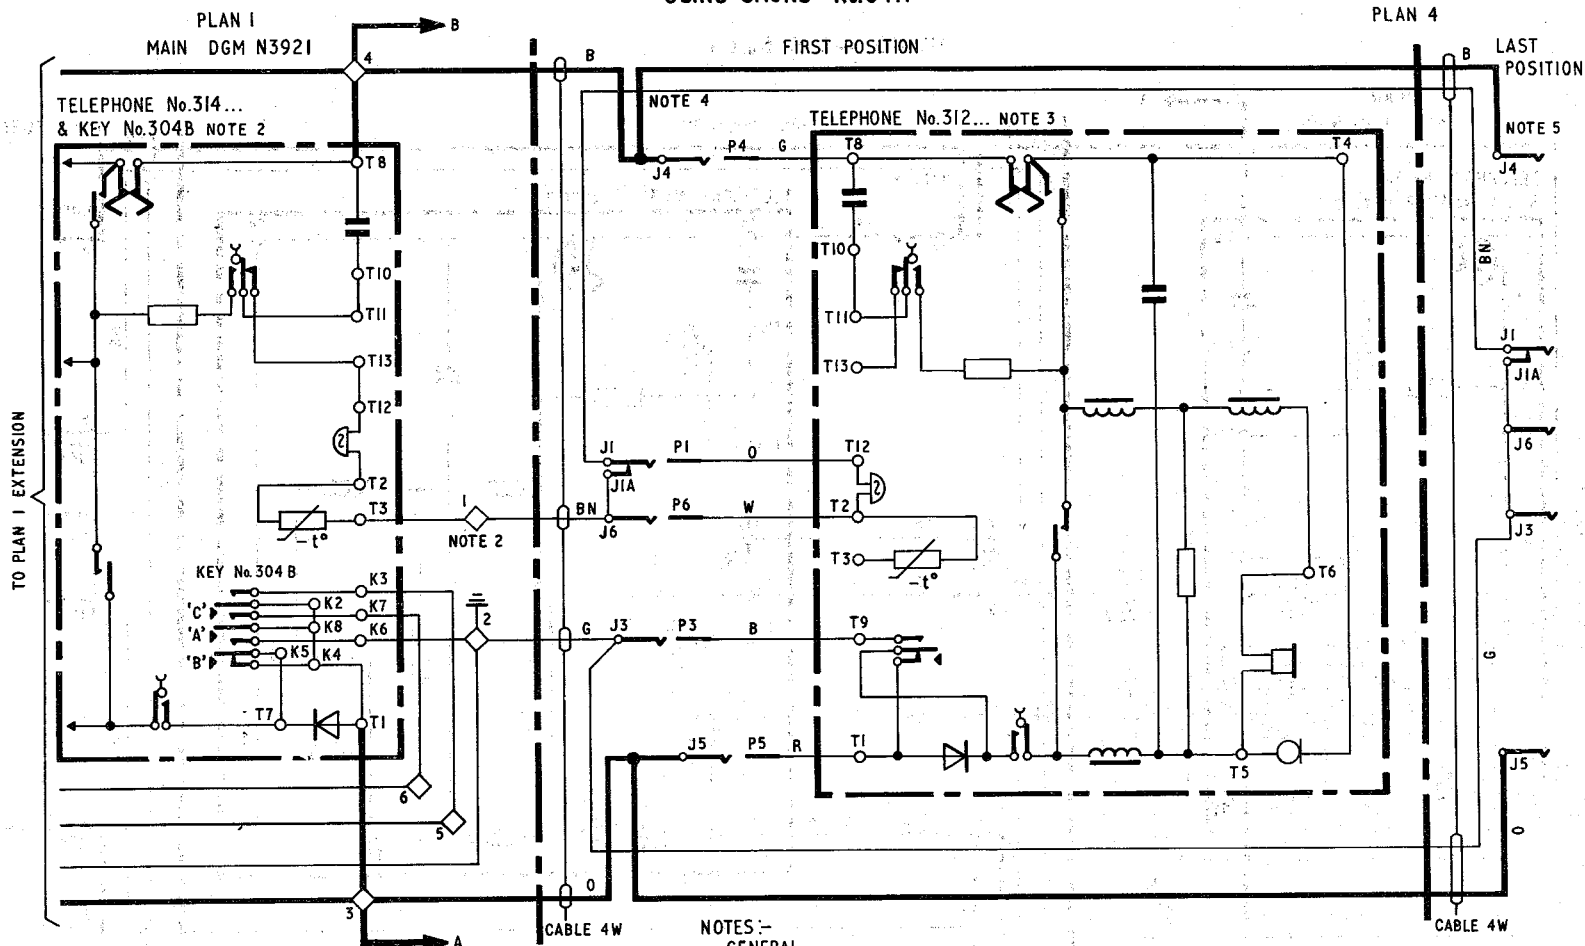 PLAN 1
MAIN DGM N3921
B
4
FIRST POSITION
PLAN 4
LAST
POSITION
B
B
TELEPHONE No.314...
& KEY No.304B NOTE 2
NOTE 4
TELEPHONE No.312... NOTE 3
NOTE 5
T8
J4
P4
G
T8
T4
J4
T10
T10
BN
T11
T11
T13
T13
J1
J1A
T12
J6
TO PLAN 1 EXTENSION
J1
P1
O
T12
J1A
T2
1
BN
P6
W
T2
T3
NOTE 2
J6
J3
-t°
T3
-t°
T6
KEY No.304B
K3
'C'
K2
K7
'A'
K8
K6
2
G
J3
P3
B
T9
'B'
K5
K4
G
T7
T1
J5
P5
R
T1
T5
J5
6
5
O
O
3
A
CABLE 4W
NOTES:-
GENERAL
CABLE 4W